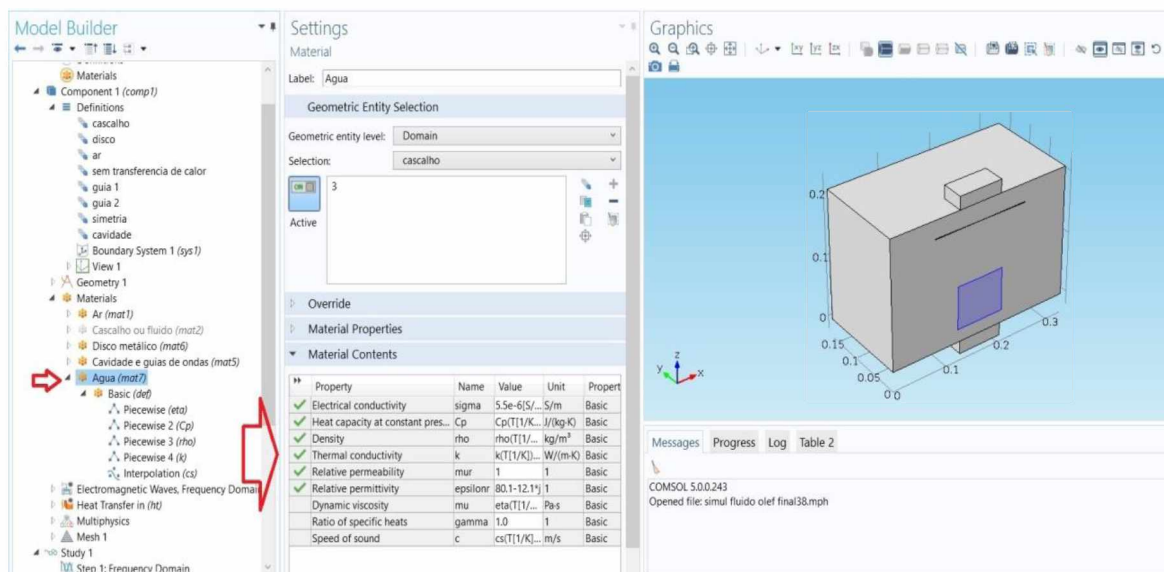 Model Builder
Materials
Component 1 (comp1)
Definitions
cascalho
disco
ar
sem transferencia de calor
guia 1
guia 2
simetria
cavidade
Boundary System 1 (sys1)
View 1
Geometry 1
Materials
Ar (mat1)
Cascalho ou fluido (mat2)
Disco metálico (mat6)
Cavidade e guias de ondas (mat5)
Agua (mat7)
Basic (def)
Piecewise (eta)
Piecewise 2 (Cp)
Piecewise 3 (rho)
Piecewise 4 (k)
Interpolation (cs)
Electromagnetic Waves, Frequency Domain
Heat Transfer in (ht)
Multiphysics
Mesh 1
Study 1
Step 1: Frequency Domain
Settings
Material
Label: Agua
Geometric Entity Selection
Geometric entity level: Domain
Selection: cascalho
3
Active
Override
Material Properties
Material Contents
Property Name Value Unit Propert
Electrical conductivity sigma 5.5e-6[S/... S/m Basic
Heat capacity at constant pres... Cp Cp(T[1/K... J/(kg·K) Basic
Density rho rho(T[1/... kg/m³ Basic
Thermal conductivity k k(T[1/K])... W/(m·K) Basic
Relative permeability mur 1 1 Basic
Relative permittivity epsilonr 80.1-12.1*j 1 Basic
Dynamic viscosity mu eta(T[1/... Pa·s Basic
Ratio of specific heats gamma 1.0 1 Basic
Speed of sound c cs(T[1/K]... m/s Basic
Graphics
xy yz zx
0.2
0.1
0
0.15
0.1
0.05
0 0
0.1
0.2
0.3
z
y x
Messages Progress Log Table 2
COMSOL 5.0.0.243
Opened file: simul fluido olef final38.mph